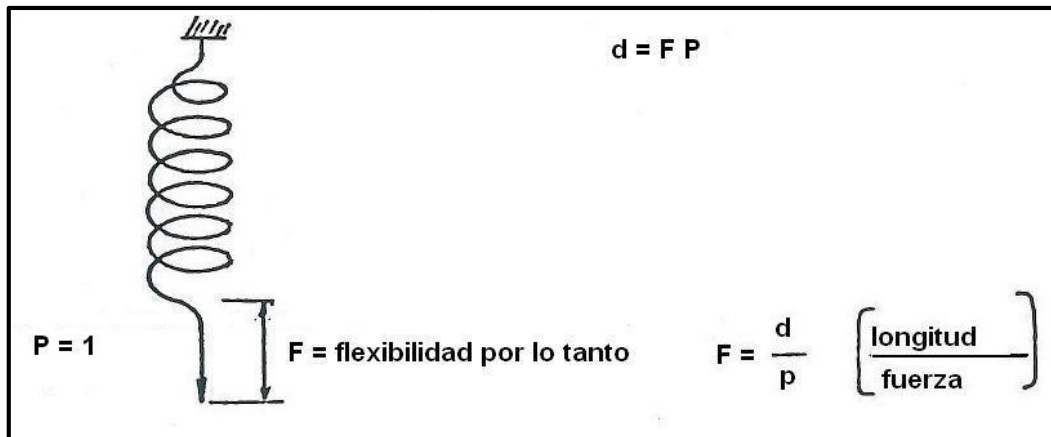 d = F P
P = 1
F = flexibilidad por lo tanto
F = d / p [longitud / fuerza]